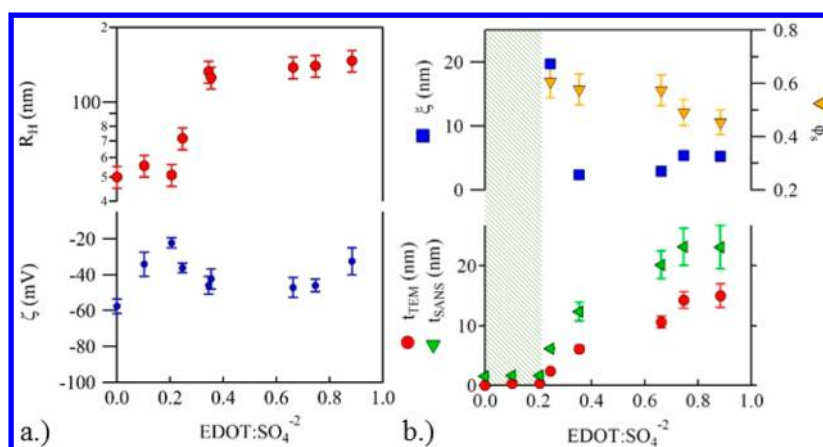 2
100
8
7
6
5
4
R_H (nm)
-20
-40
-60
-80
-100
ζ (mV)
0.0 0.2 0.4 0.6 0.8 1.0
EDOT:SO₄⁻²
a.)
20
10
0
ξ (nm)
0.8
0.6
0.4
0.2
ϕ_s
20
10
0
t_TEM (nm)
t_SANS (nm)
0.0 0.2 0.4 0.6 0.8 1.0
EDOT:SO₄⁻²
b.)